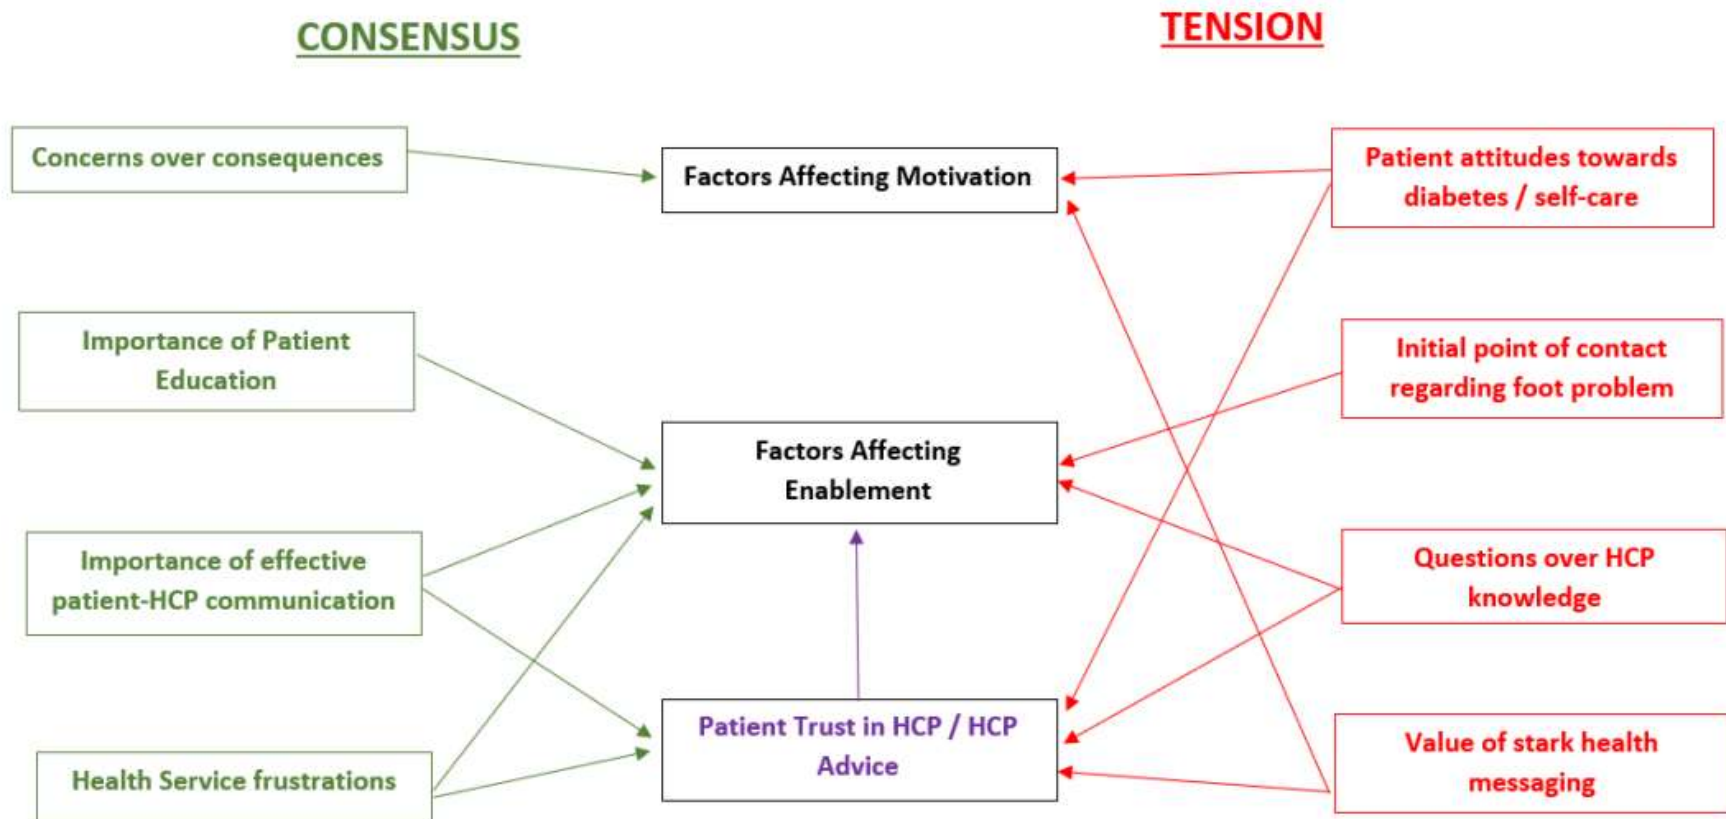 CONSENSUS
TENSION
Concerns over consequences
Factors Affecting Motivation
Patient attitudes towards
diabetes / self-care
Importance of Patient
Education
Initial point of contact
regarding foot problem
Factors Affecting
Enablement
Importance of effective
patient-HCP communication
Questions over HCP
knowledge
Patient Trust in HCP / HCP
Advice
Health Service frustrations
Value of stark health
messaging